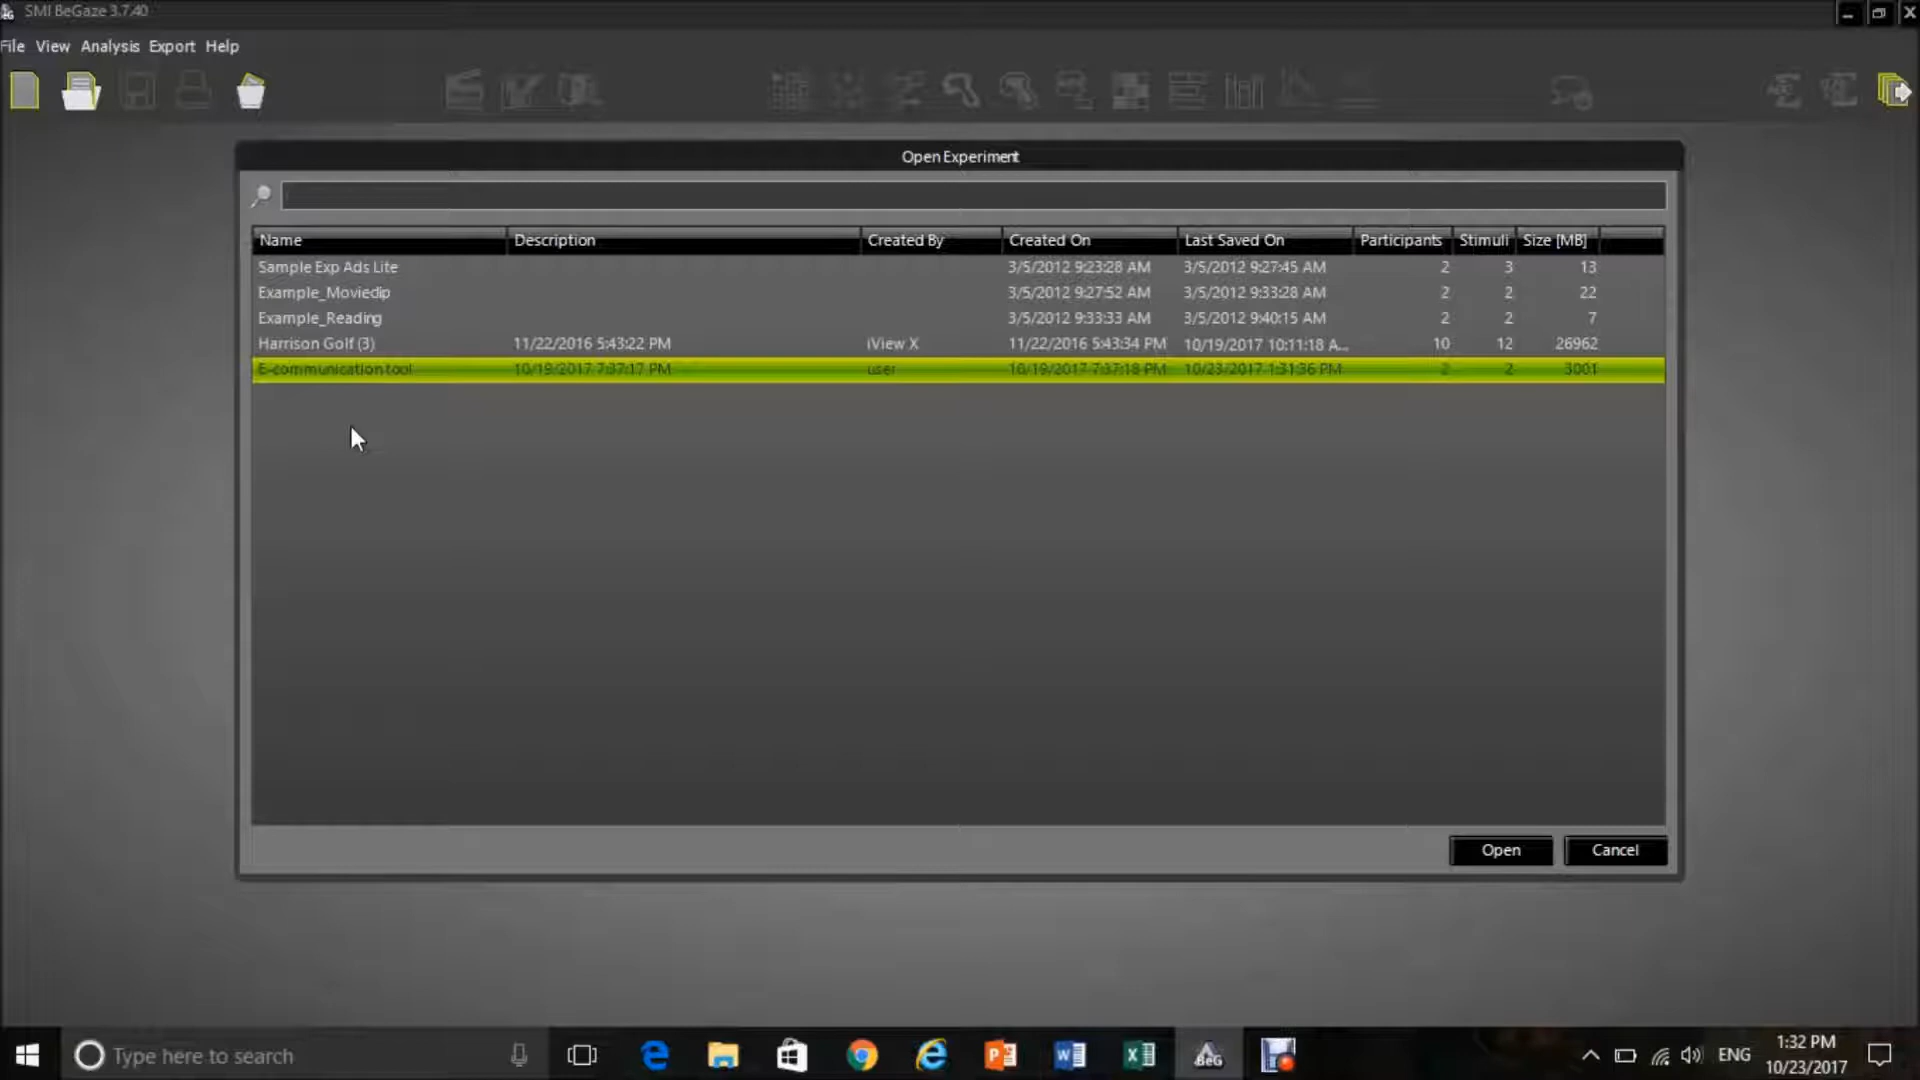 SMI BeGaze 3.7.40
File View Analysis Export Help
Open Experiment
Name Description Created By Created On Last Saved On Participants Stimuli Size [MB]
Sample Exp Ads Lite 3/5/2012 9:23:28 AM 3/5/2012 9:27:45 AM 2 3 13
Example_Movieclip 3/5/2012 9:27:52 AM 3/5/2012 9:33:28 AM 2 2 22
Example_Reading 3/5/2012 9:33:33 AM 3/5/2012 9:40:15 AM 2 2 7
Harrison Golf (3) 11/22/2016 5:43:22 PM iView X 11/22/2016 5:43:34 PM 10/19/2017 10:11:18 A... 10 12 26962
E-communication tool 10/19/2017 7:37:17 PM user 10/19/2017 7:37:18 PM 10/23/2017 1:31:36 PM 2 2 3001
Open Cancel
Type here to search
BeG
ENG
1:32 PM
10/23/2017